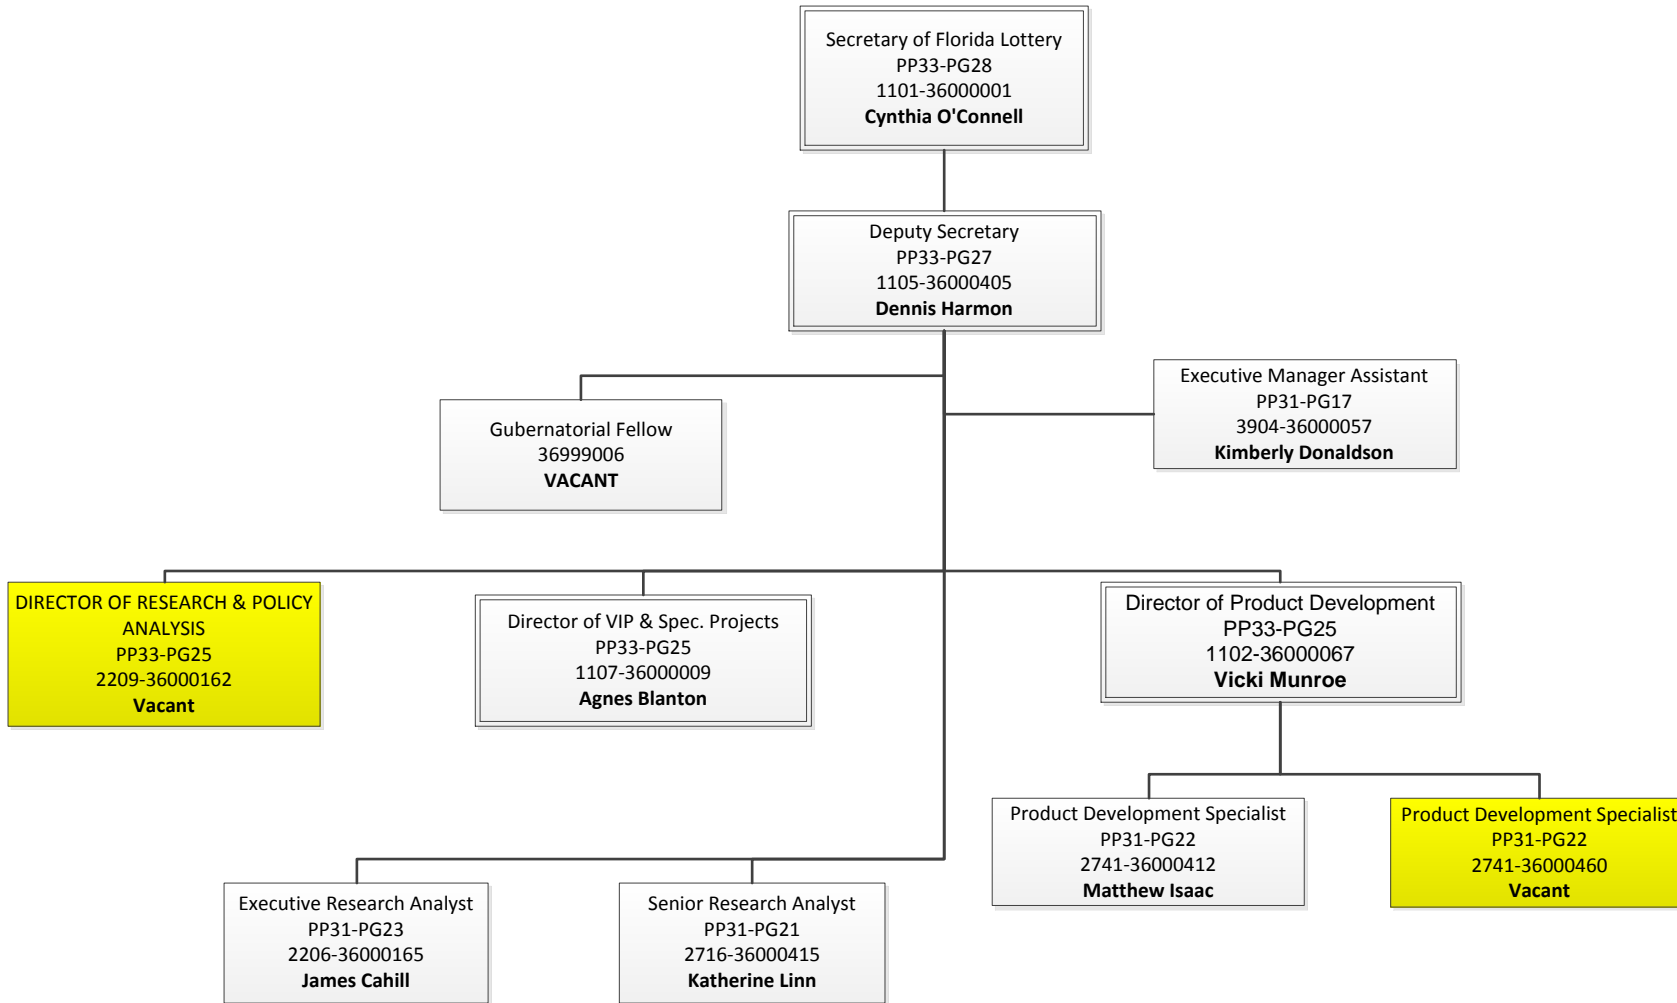 Secretary of Florida Lottery
PP33-PG28
1101-36000001
Cynthia O'Connell
Deputy Secretary
PP33-PG27
1105-36000405
Dennis Harmon
Executive Manager Assistant
PP31-PG17
3904-36000057
Kimberly Donaldson
Gubernatorial Fellow
36999006
VACANT
DIRECTOR OF RESEARCH & POLICY
ANALYSIS
PP33-PG25
2209-36000162
Vacant
Director of VIP & Spec. Projects
PP33-PG25
1107-36000009
Agnes Blanton
Director of Product Development
PP33-PG25
1102-36000067
Vicki Munroe
Product Development Specialist
PP31-PG22
2741-36000412
Matthew Isaac
Product Development Specialist
PP31-PG22
2741-36000460
Vacant
Executive Research Analyst
PP31-PG23
2206-36000165
James Cahill
Senior Research Analyst
PP31-PG21
2716-36000415
Katherine Linn